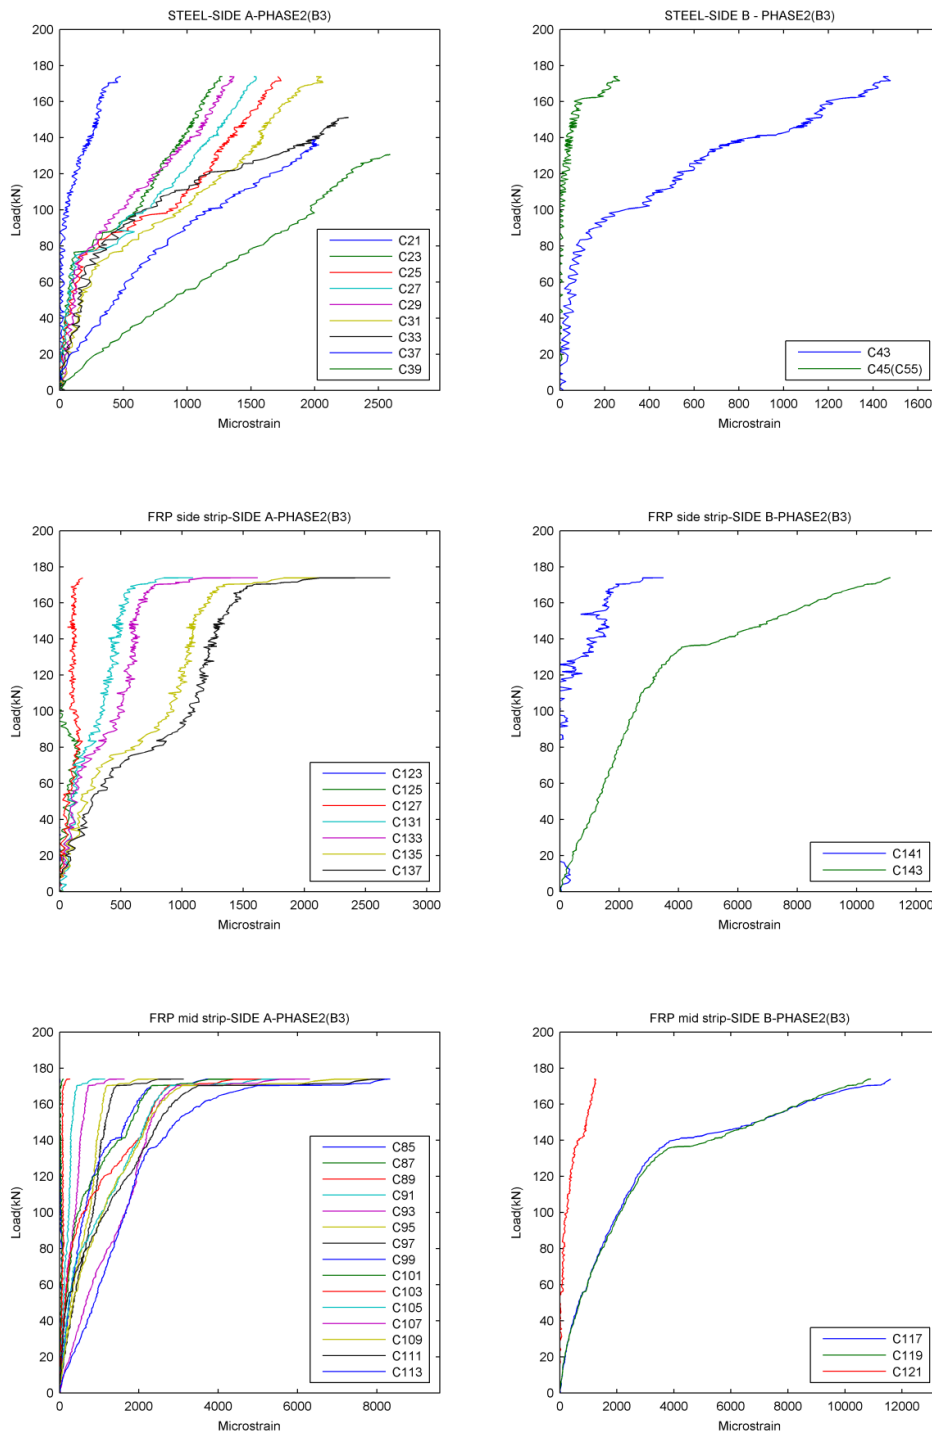 STEEL-SIDE A-PHASE2(B3)
200
180
160
140
120
100
80
60
40
20
0
Load(kN)
0 500 1000 1500 2000 2500
Microstrain
C21
C23
C25
C27
C29
C31
C33
C37
C39
STEEL-SIDE B - PHASE2(B3)
200
180
160
140
120
100
80
60
40
20
0
Load(kN)
0 200 400 600 800 1000 1200 1400 1600
Microstrain
C43
C45(C55)
FRP side strip-SIDE A-PHASE2(B3)
200
180
160
140
120
100
80
60
40
20
0
Load(kN)
0 500 1000 1500 2000 2500 3000
Microstrain
C123
C125
C127
C131
C133
C135
C137
FRP side strip-SIDE B-PHASE2(B3)
200
180
160
140
120
100
80
60
40
20
0
Load(kN)
0 2000 4000 6000 8000 10000 12000
Microstrain
C141
C143
FRP mid strip-SIDE A-PHASE2(B3)
200
180
160
140
120
100
80
60
40
20
0
Load(kN)
0 2000 4000 6000 8000
Microstrain
C85
C87
C89
C91
C93
C95
C97
C99
C101
C103
C105
C107
C109
C111
C113
FRP mid strip-SIDE B-PHASE2(B3)
200
180
160
140
120
100
80
60
40
20
0
Load(kN)
0 2000 4000 6000 8000 10000 12000
Microstrain
C117
C119
C121